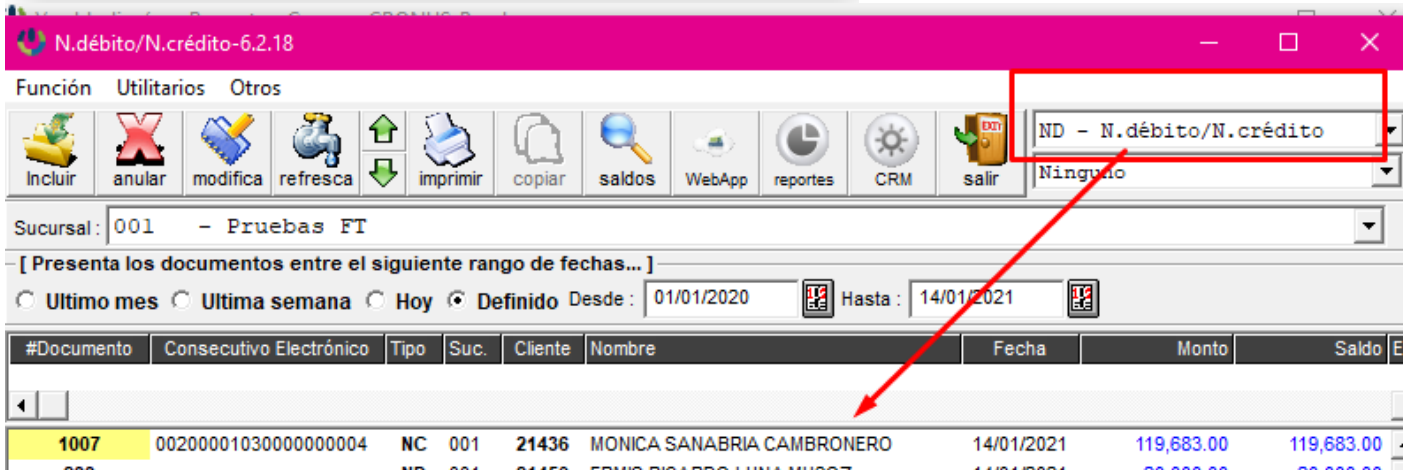 N.débito/N.crédito-6.2.18
Función Utilitarios Otros
Incluir anular modifica refresca imprimir copiar saldos WebApp reportes CRM salir
EXIT
ND - N.débito/N.crédito
Ninguno
Sucursal : 001 - Pruebas FT
[ Presenta los documentos entre el siguiente rango de fechas... ]
Ultimo mes Ultima semana Hoy Definido Desde : 01/01/2020 Hasta : 14/01/2021
#Documento Consecutivo Electrónico Tipo Suc. Cliente Nombre Fecha Monto Saldo E
1007 00200001030000000004 NC 001 21436 MONICA SANABRIA CAMBRONERO 14/01/2021 119,683.00 119,683.00